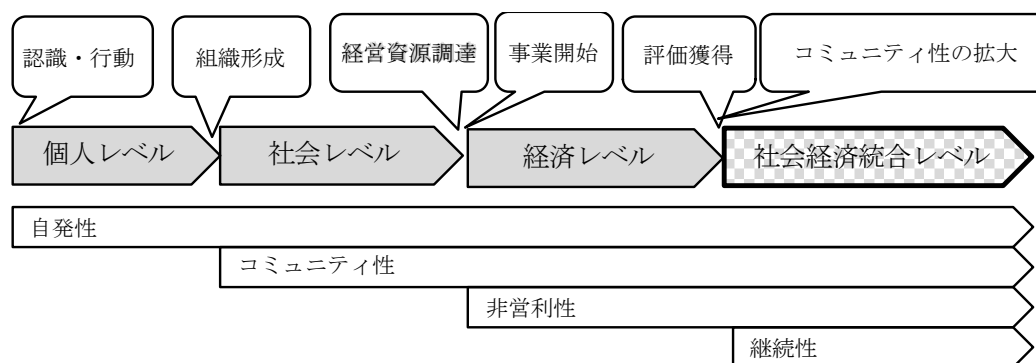 認識・行動
組織形成
経営資源調達
事業開始
評価獲得
コミュニティ性の拡大
個人レベル
社会レベル
経済レベル
社会経済統合レベル
自発性
コミュニティ性
非営利性
継続性